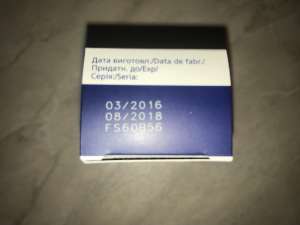 Дата виготовл./Data de fabr./
Придатн. до/Exp/
Серія:/Seria:
03/2016
08/2018
FS60856